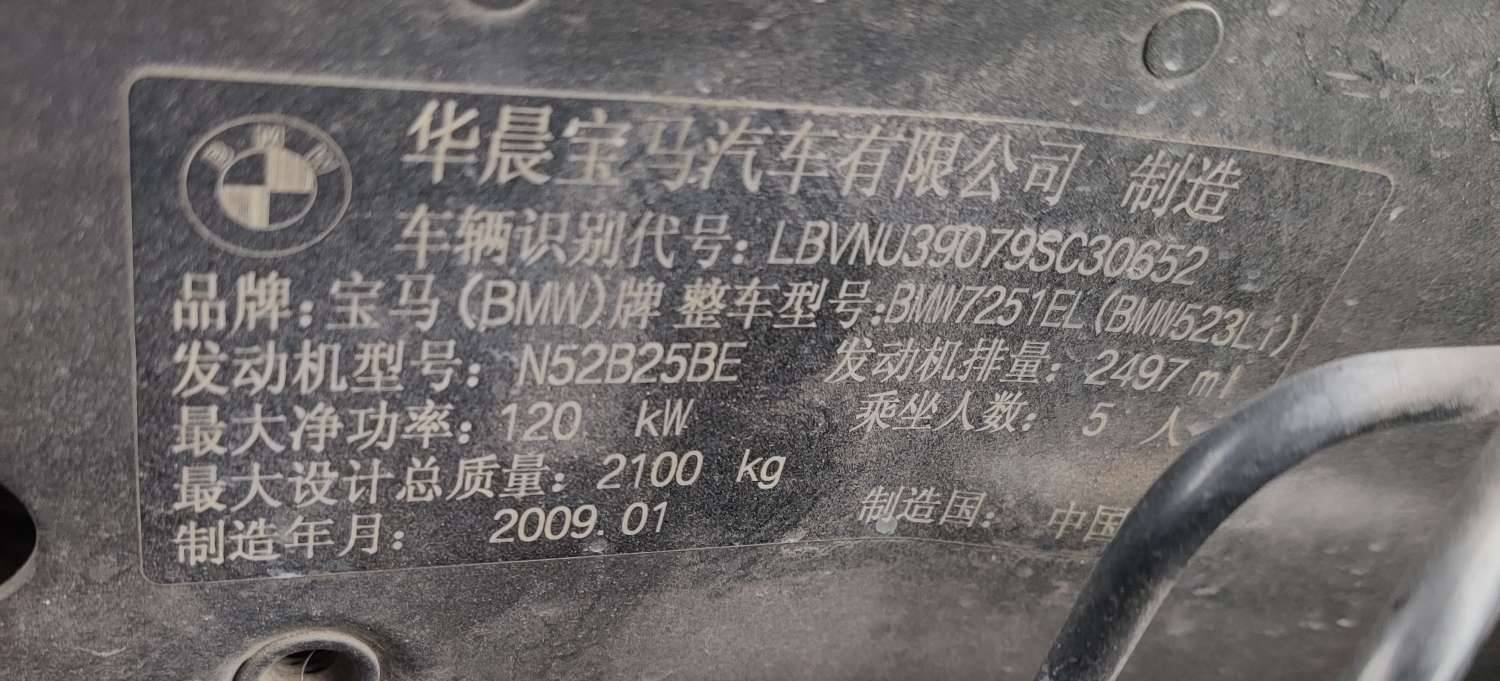 华晨宝马汽车有限公司 制造
车辆识别代号：LBVNU39079SC30652
品牌：宝马(BMW)牌 整车型号：BMW7251EL(BMW523Li)
发动机型号：N52B25BE 发动机排量：2497 ml
最大净功率：120 kW 乘坐人数：5 人
最大设计总质量：2100 kg
制造年月：2009.01 制造国：中国